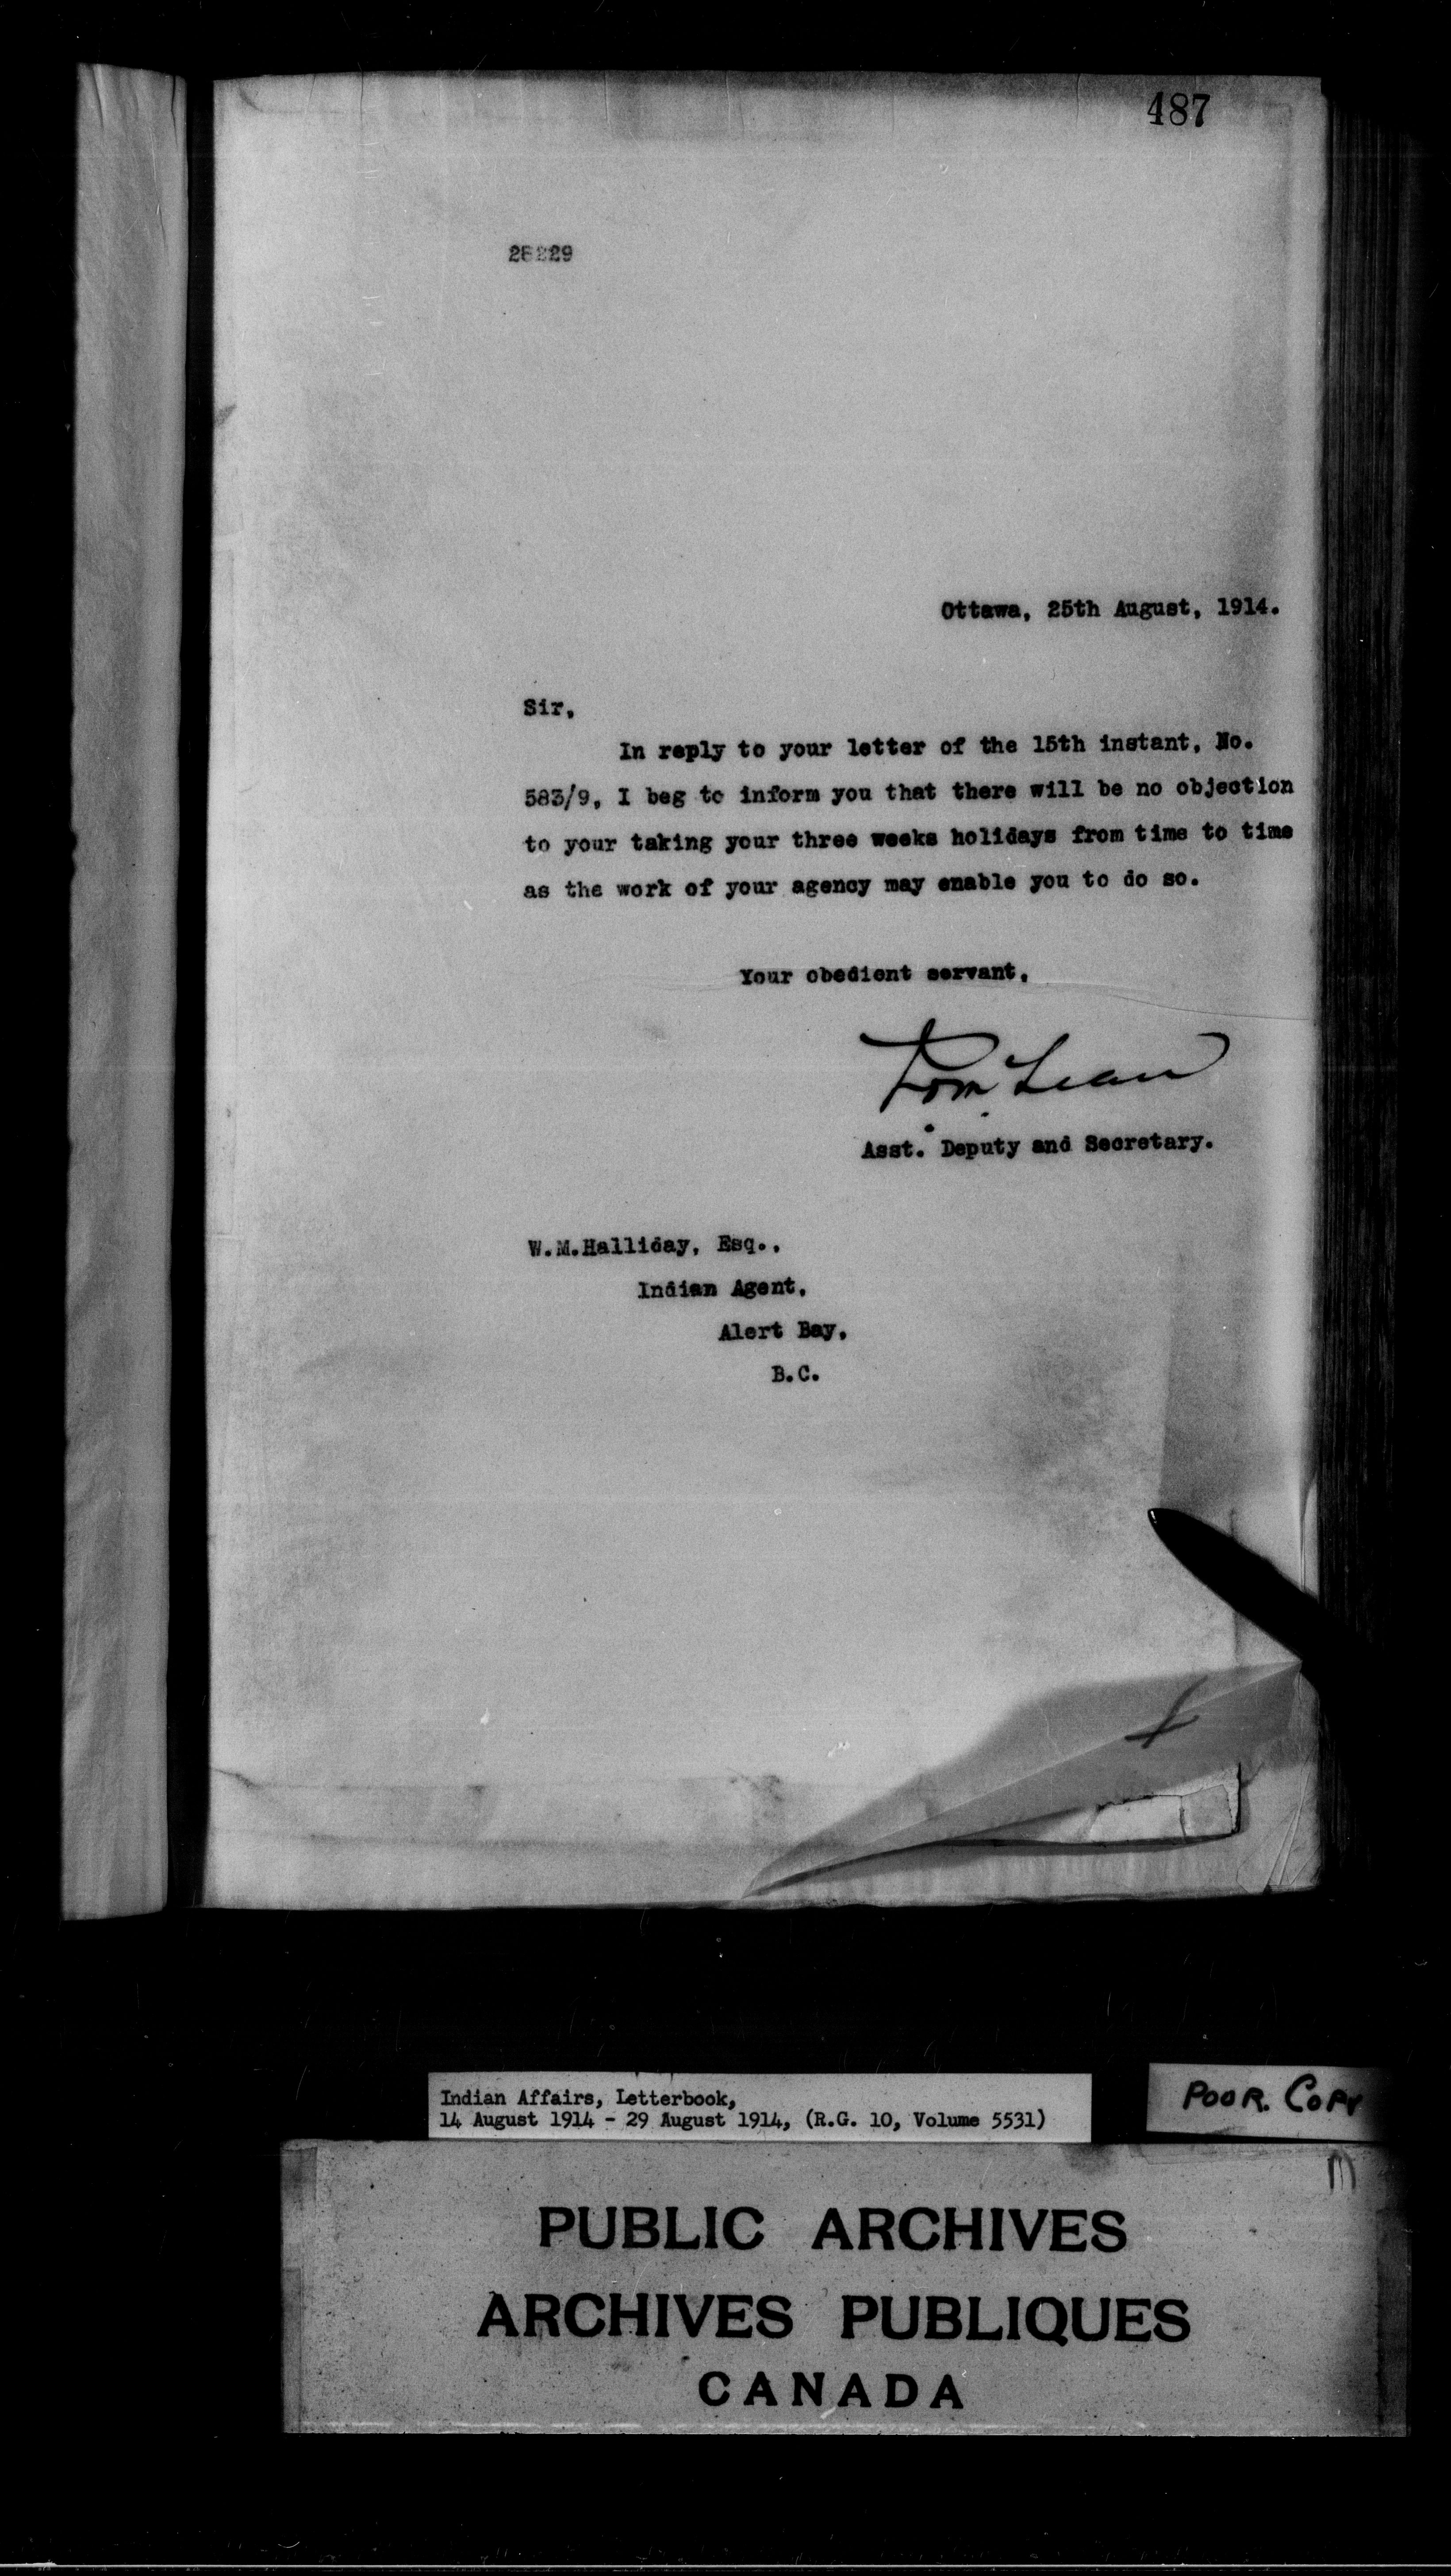 487
Ottawa, 25th August, 1914.
Sir,
In reply to your letter of the 15th instant, No.
583/9, I beg to inform you that there will be no objection
to your taking your three weeks holidays from time to time
as the work of your agency may enable you to do so.
Your obedient servant,
Asst. Deputy and Secretary.
W.M.Halliday, Esq.,
Indian Agent,
Alert Bay,
B.C.
Indian Affairs, Letterbook,
14 August 1914 - 29 August 1914, (R.G. 10, Volume 5531)
POOR. COPY
PUBLIC ARCHIVES
ARCHIVES PUBLIQUES
CANADA